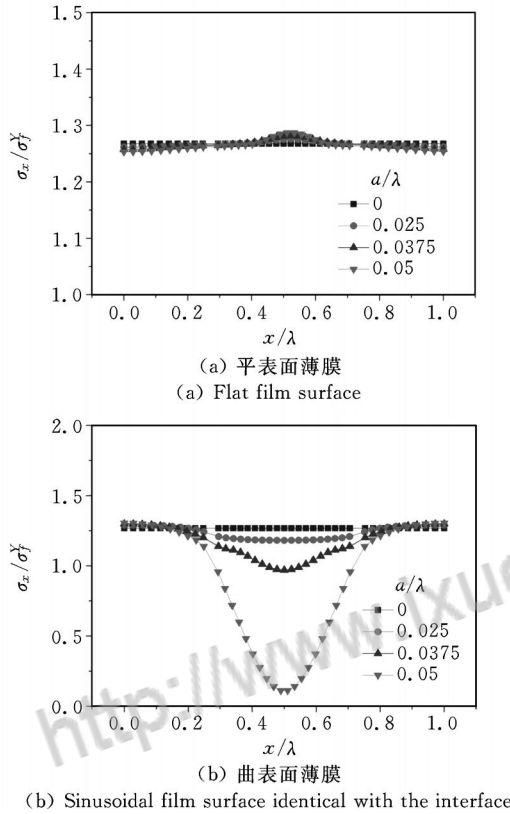 1.5
1.4
1.3
1.2
1.1
1.0
σx/σfY
a/λ
0
0.025
0.0375
0.05
0.0 0.2 0.4 0.6 0.8 1.0
x/λ
(a) 平表面薄膜
(a) Flat film surface
2.0
1.5
1.0
0.5
0.0
σx/σfY
a/λ
0
0.025
0.0375
0.05
0.0 0.2 0.4 0.6 0.8 1.0
x/λ
(b) 曲表面薄膜
(b) Sinusoidal film surface identical with the interface
http://www.ixue